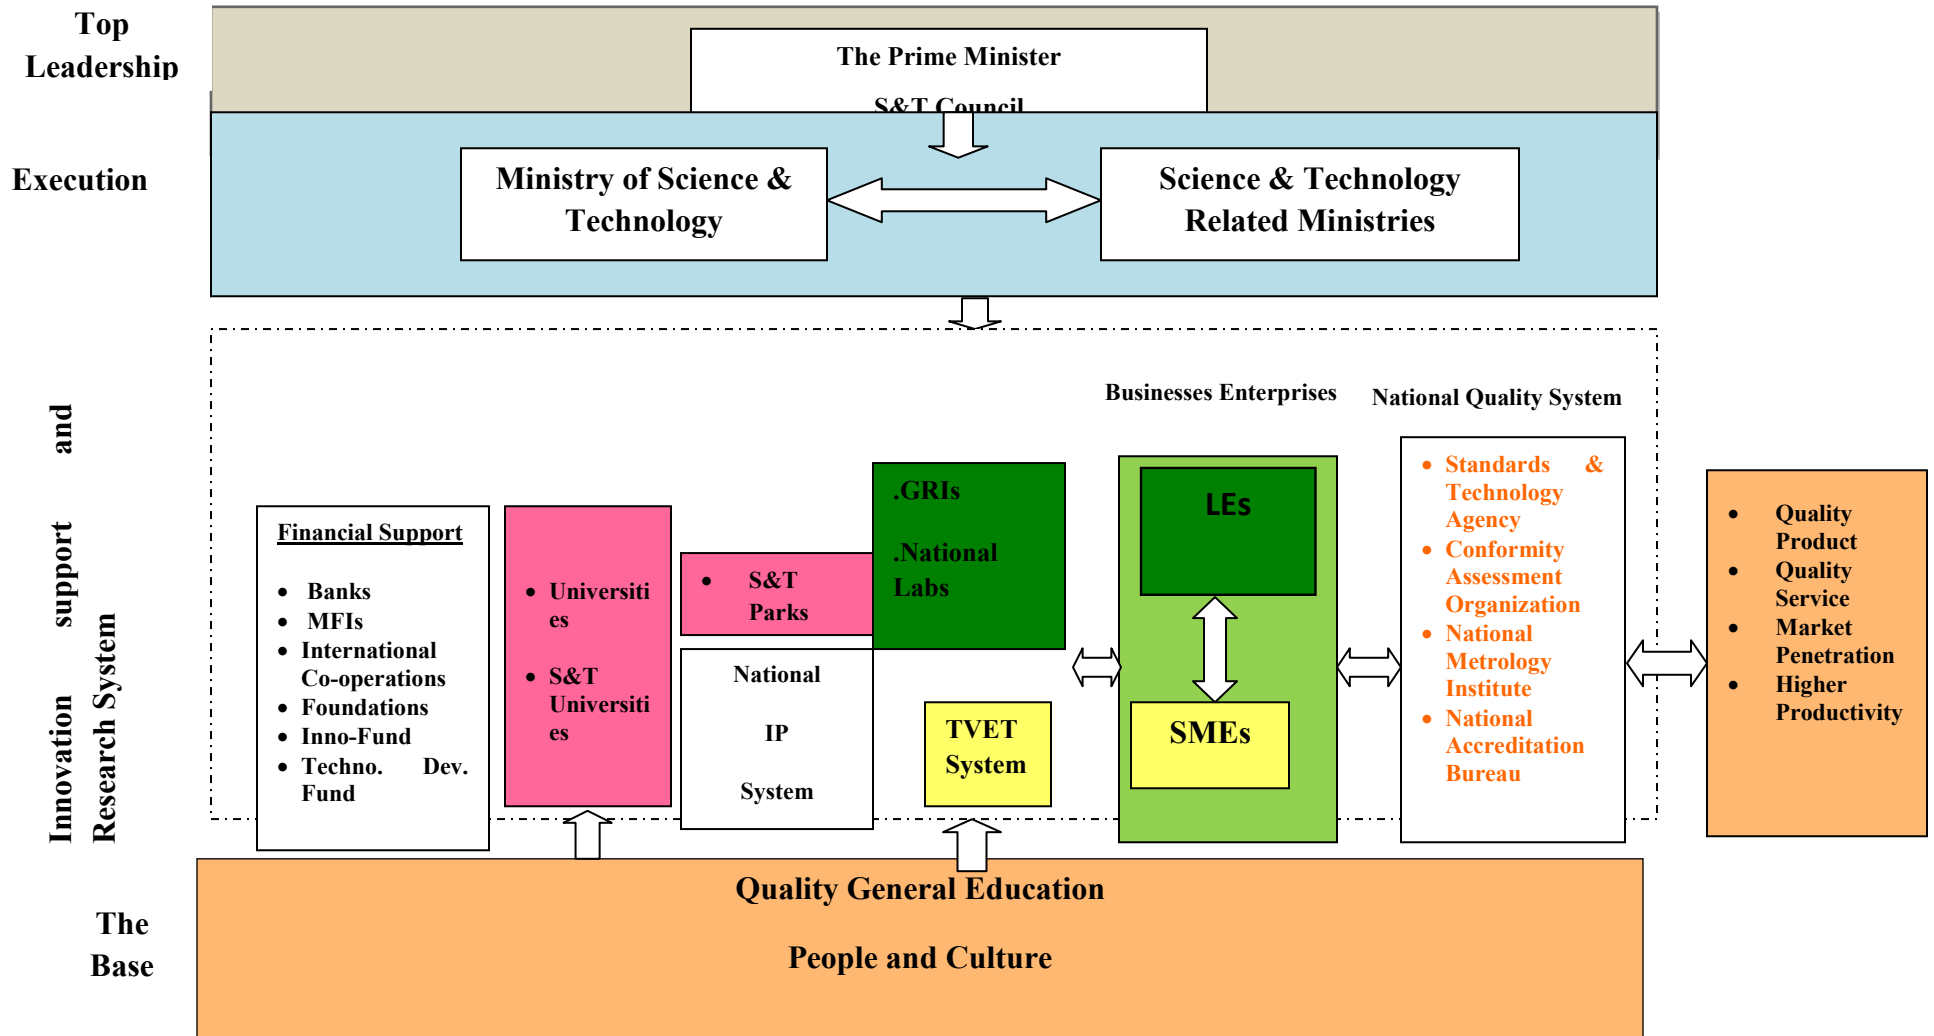 Top
Leadership
The Prime Minister
S&T Council
Execution
Ministry of Science &
Technology
Science & Technology
Related Ministries
Innovation support and
Research System
Businesses Enterprises
National Quality System
Financial Support
• Banks
• MFIs
• International
Co-operations
• Foundations
• Inno-Fund
• Techno. Dev.
Fund
• Universiti
es
• S&T
Universiti
es
• S&T
Parks
National
IP
System
.GRIs
.National
Labs
TVET
System
LEs
SMEs
• Standards &
Technology
Agency
• Conformity
Assessment
Organization
• National
Metrology
Institute
• National
Accreditation
Bureau
• Quality
Product
• Quality
Service
• Market
Penetration
• Higher
Productivity
The
Base
Quality General Education
People and Culture